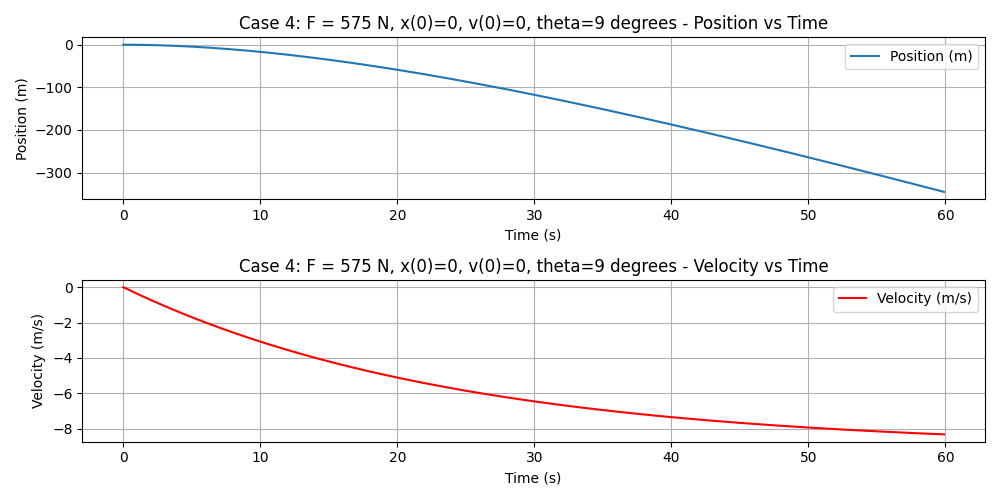 Case 4: F = 575 N, x(0)=0, v(0)=0, theta=9 degrees - Position vs Time
0
−100
−200
−300
Position (m)
Position (m)
0 10 20 30 40 50 60
Time (s)
Case 4: F = 575 N, x(0)=0, v(0)=0, theta=9 degrees - Velocity vs Time
0
−2
−4
−6
−8
Velocity (m/s)
Velocity (m/s)
0 10 20 30 40 50 60
Time (s)